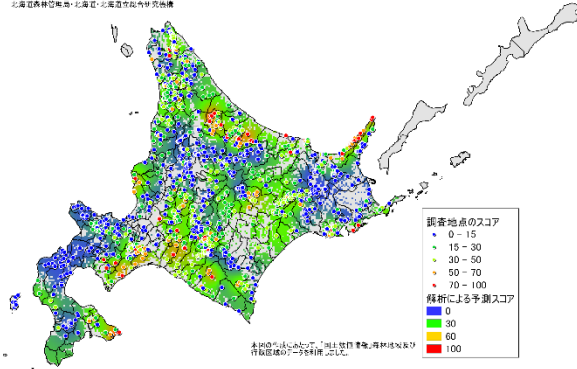 北海道森林管理局・北海道・北海道立総合研究機構
調査地点のスコア
0 - 15
15 - 30
30 - 50
50 - 70
70 - 100
解析による予測スコア
0
30
60
100
本図の作成にあたって、「国土数値情報」森林地域及び
行政区域のデータを利用しました。